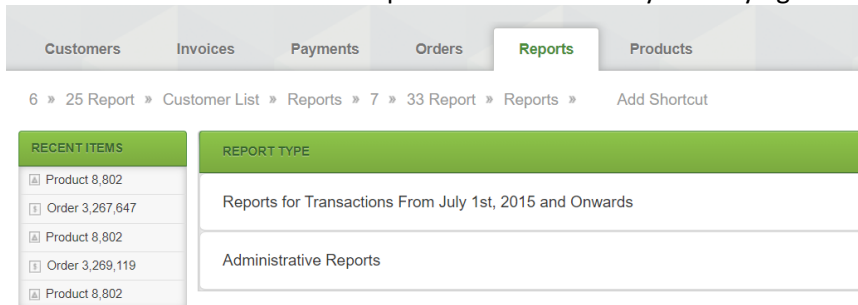 Customers Invoices Payments Orders Reports Products
6 » 25 Report » Customer List » Reports » 7 » 33 Report » Reports » Add Shortcut
RECENT ITEMS
Product 8,802
Order 3,267,647
Product 8,802
Order 3,269,119
Product 8,802
REPORT TYPE
Reports for Transactions From July 1st, 2015 and Onwards
Administrative Reports